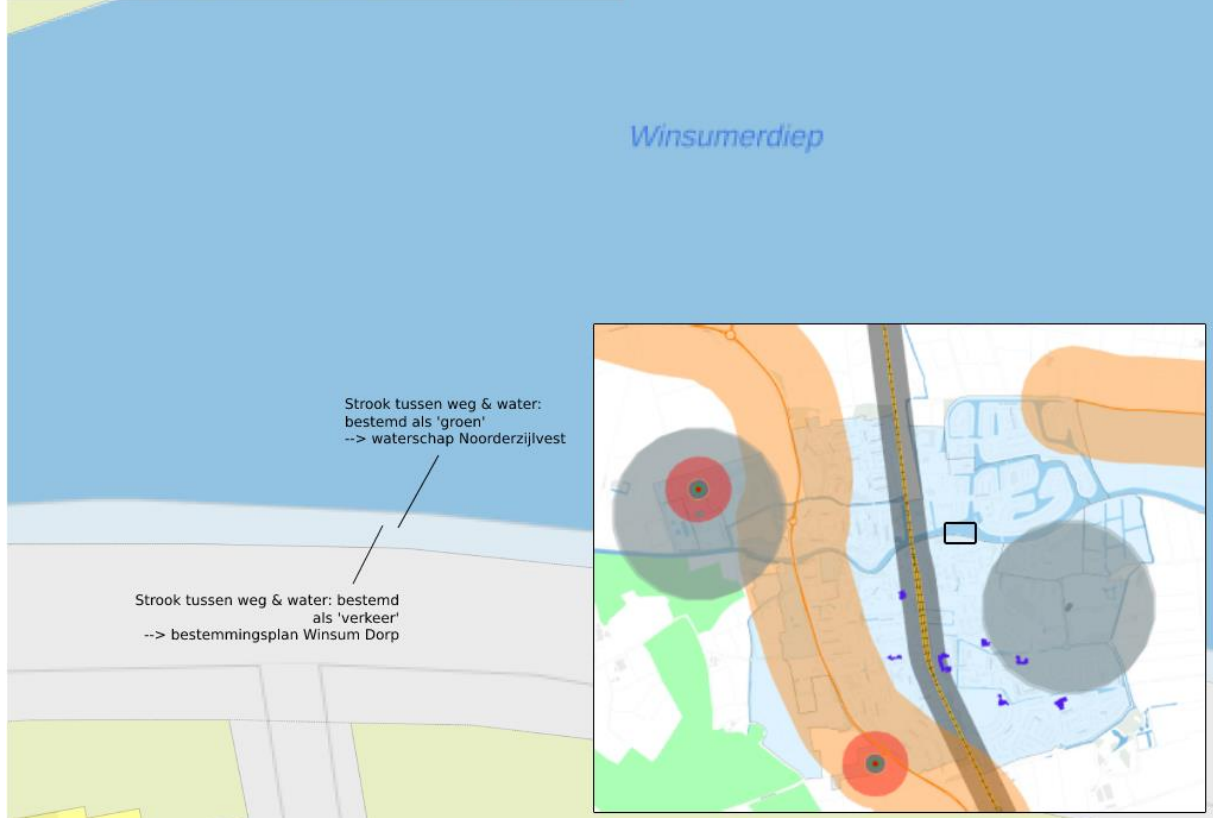 Winsumerdiep
Strook tussen weg & water:
bestemd als 'groen'
--> waterschap Noorderzijlvest
Strook tussen weg & water: bestemd
als 'verkeer'
--> bestemmingsplan Winsum Dorp